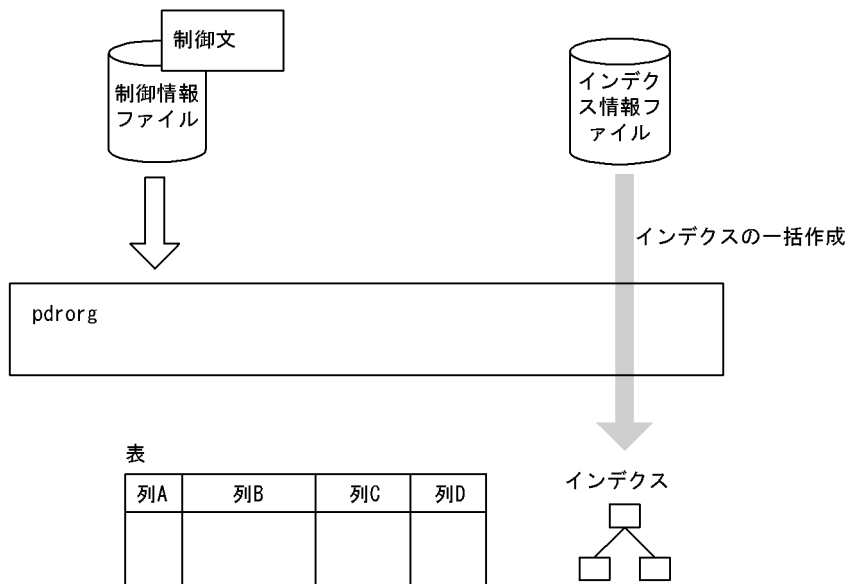 制御文
制御情報
ファイル
インデク
ス情報フ
ァイル
インデクスの一括作成
pdrorg
表
列A 列B 列C 列D
インデクス